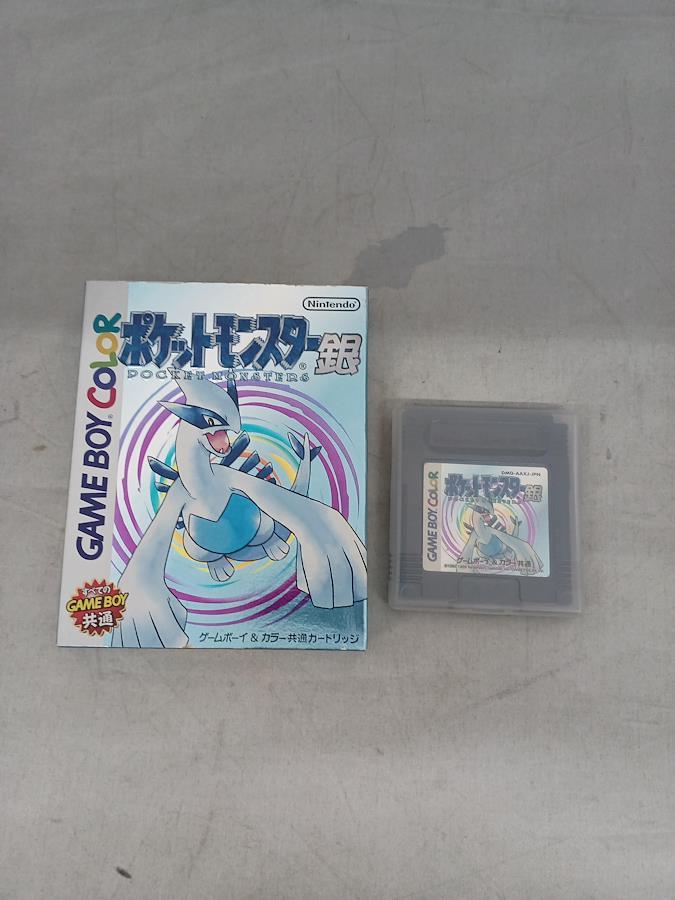 Nintendo
GAME BOY COLOR
ポケットモンスター銀
POCKET MONSTERS
すべての
GAME BOY
共通
ゲームボーイ & カラー共通カートリッジ
DMG-AAXJ-JPN
GAME BOY COLOR
ポケットモンスター銀
POCKET MONSTERS
ゲームボーイ & カラー共通